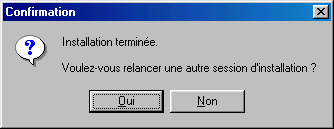 Confirmation
Installation terminée.
Voulez-vous relancer une autre session d'installation ?
Oui
Non